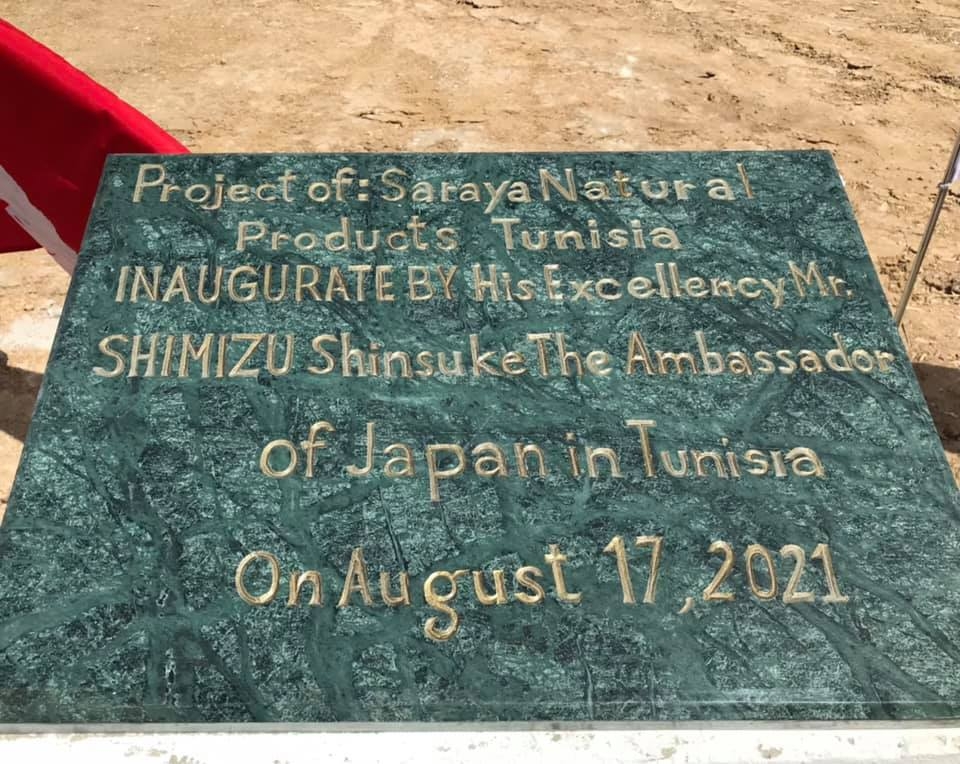 Project of: Saraya Natural
Products Tunisia
INAUGURATE BY His Excellency Mr.
SHIMIZU Shinsuke The Ambassador
of Japan in Tunisia
On August 17, 2021